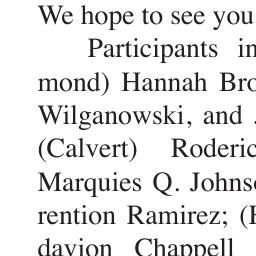 We hope to see you
Participants in
mond) Hannah Bro
Wilganowski, and
(Calvert) Roderic
Marquies Q. Johnso
rention Ramirez; (
davion Chappell